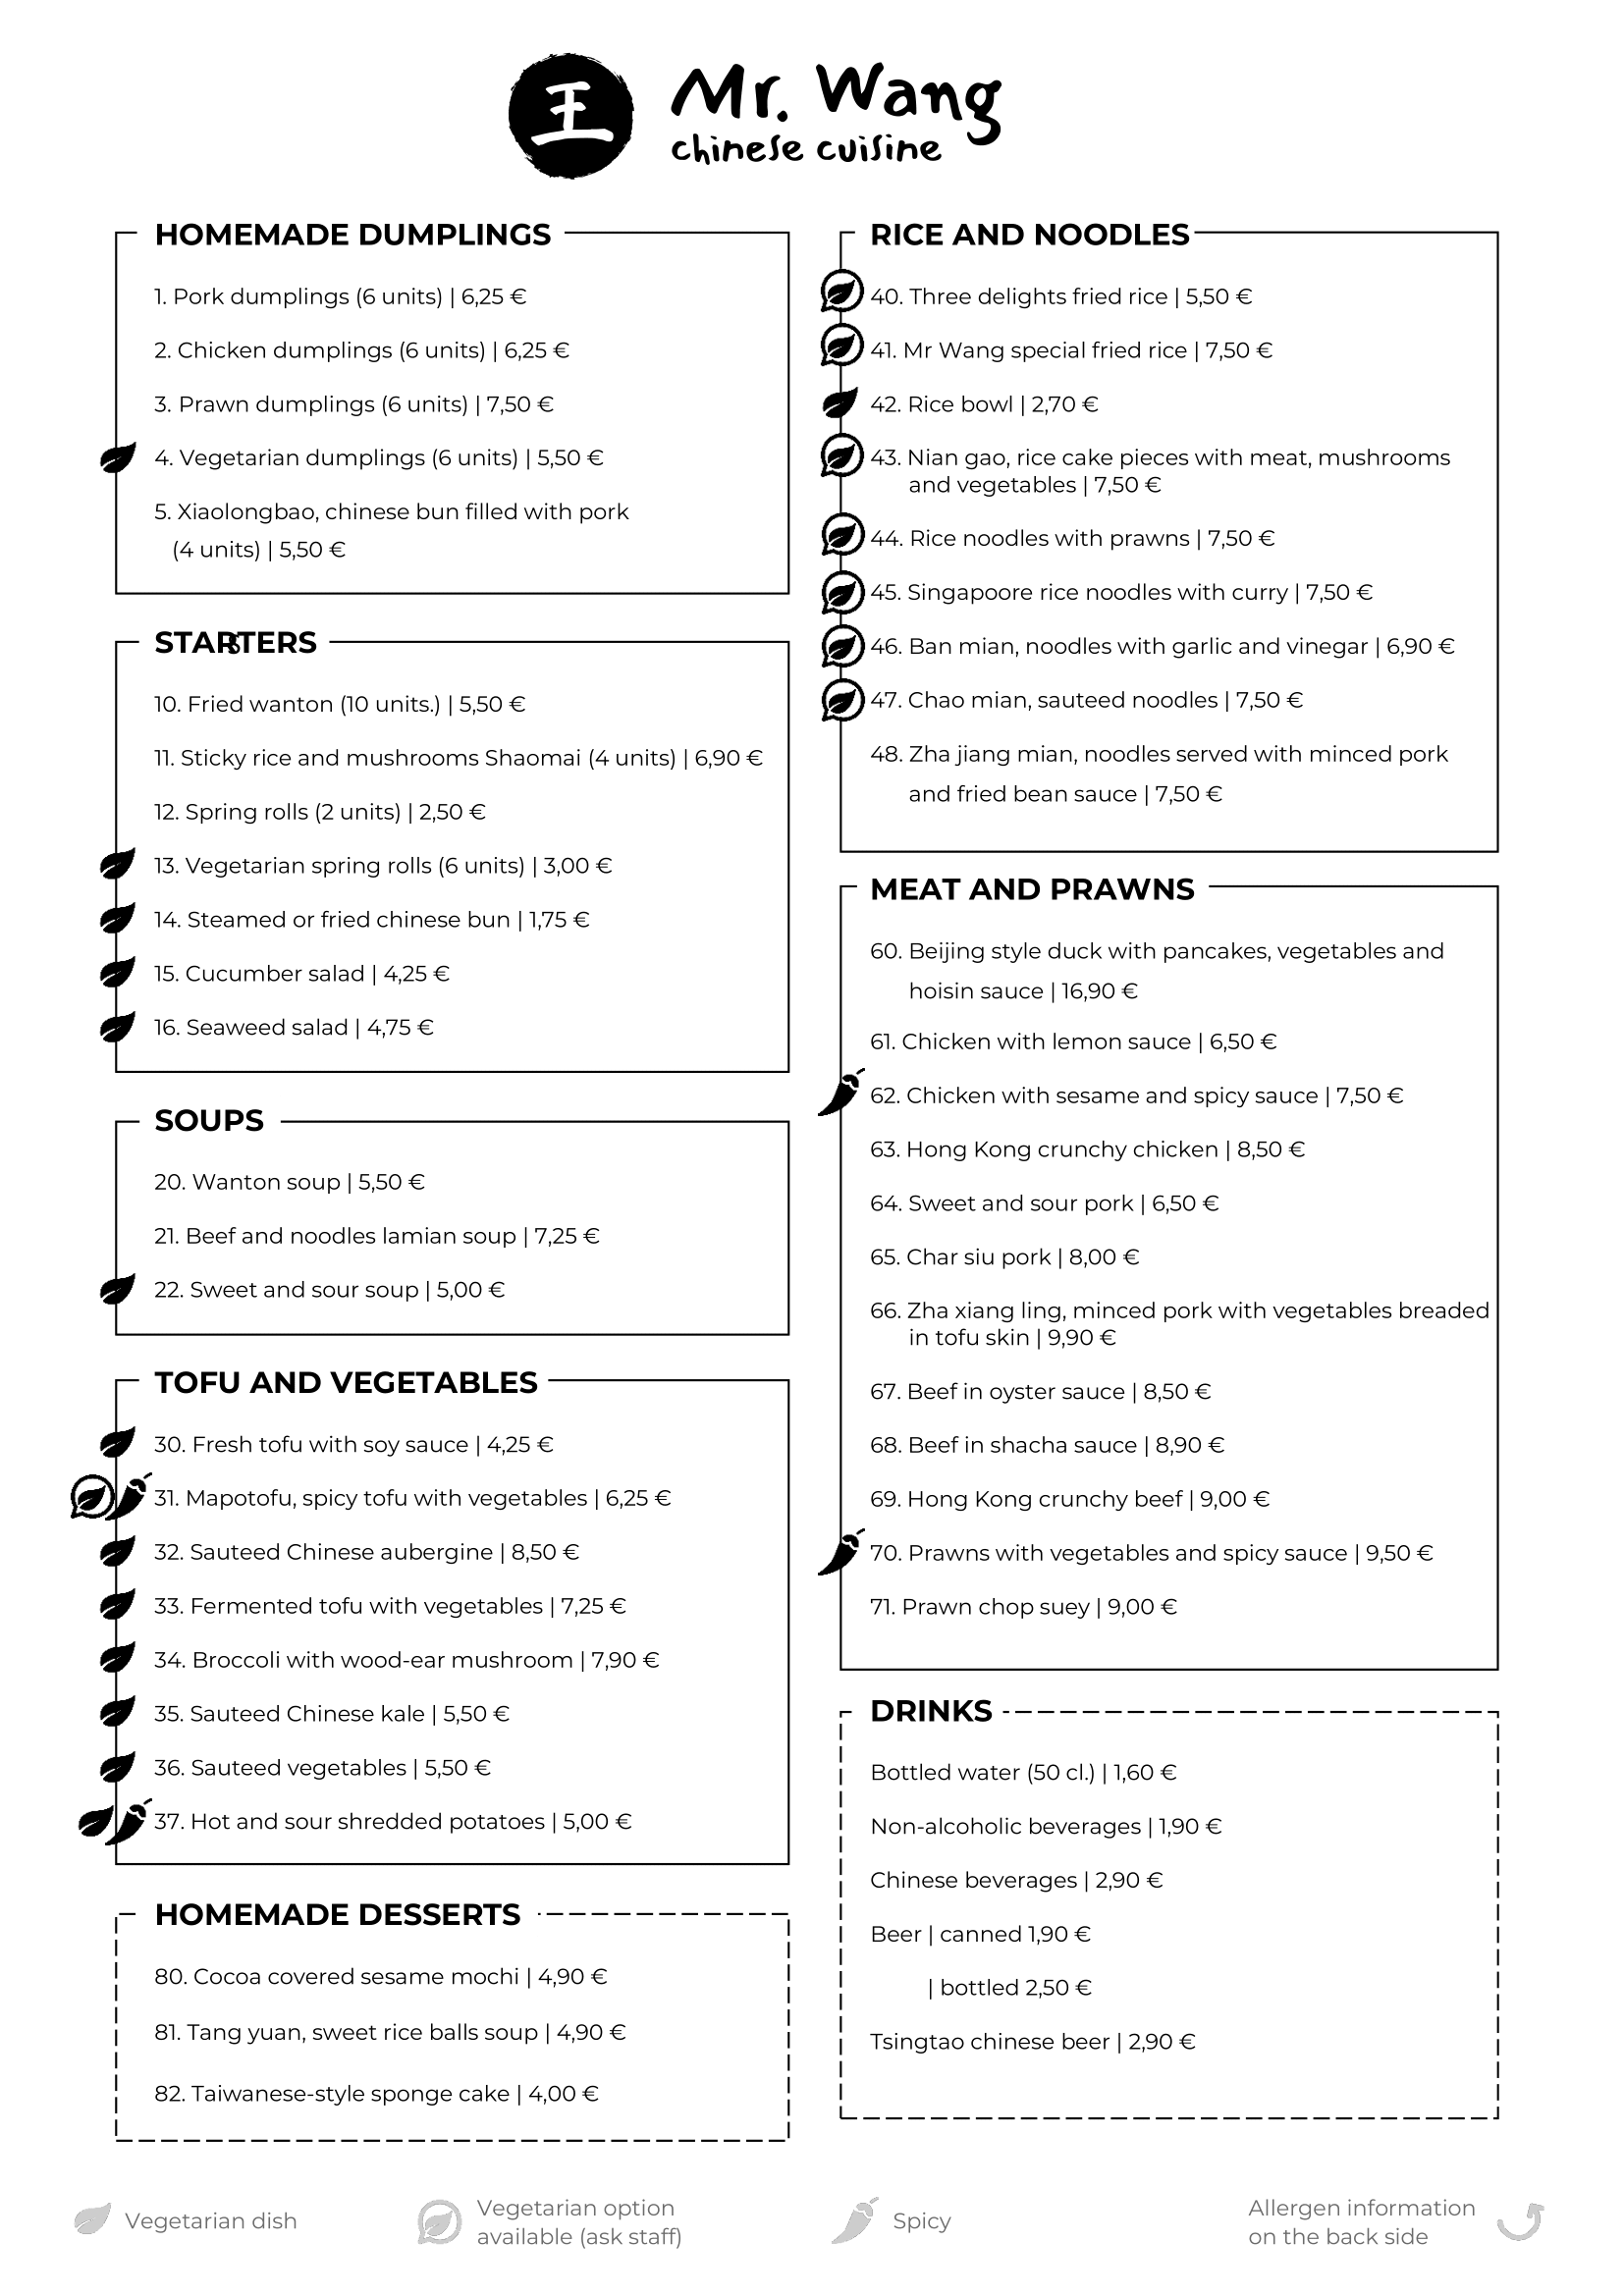 王
Mr. Wang
chinese cuisine
HOMEMADE DUMPLINGS
1. Pork dumplings (6 units) | 6,25 €
2. Chicken dumplings (6 units) | 6,25 €
3. Prawn dumplings (6 units) | 7,50 €
4. Vegetarian dumplings (6 units) | 5,50 €
5. Xiaolongbao, chinese bun filled with pork
(4 units) | 5,50 €
STARTERS
10. Fried wanton (10 units.) | 5,50 €
11. Sticky rice and mushrooms Shaomai (4 units) | 6,90 €
12. Spring rolls (2 units) | 2,50 €
13. Vegetarian spring rolls (6 units) | 3,00 €
14. Steamed or fried chinese bun | 1,75 €
15. Cucumber salad | 4,25 €
16. Seaweed salad | 4,75 €
SOUPS
20. Wanton soup | 5,50 €
21. Beef and noodles lamian soup | 7,25 €
22. Sweet and sour soup | 5,00 €
TOFU AND VEGETABLES
30. Fresh tofu with soy sauce | 4,25 €
31. Mapotofu, spicy tofu with vegetables | 6,25 €
32. Sauteed Chinese aubergine | 8,50 €
33. Fermented tofu with vegetables | 7,25 €
34. Broccoli with wood-ear mushroom | 7,90 €
35. Sauteed Chinese kale | 5,50 €
36. Sauteed vegetables | 5,50 €
37. Hot and sour shredded potatoes | 5,00 €
HOMEMADE DESSERTS
80. Cocoa covered sesame mochi | 4,90 €
81. Tang yuan, sweet rice balls soup | 4,90 €
82. Taiwanese-style sponge cake | 4,00 €
RICE AND NOODLES
40. Three delights fried rice | 5,50 €
41. Mr Wang special fried rice | 7,50 €
42. Rice bowl | 2,70 €
43. Nian gao, rice cake pieces with meat, mushrooms
and vegetables | 7,50 €
44. Rice noodles with prawns | 7,50 €
45. Singapoore rice noodles with curry | 7,50 €
46. Ban mian, noodles with garlic and vinegar | 6,90 €
47. Chao mian, sauteed noodles | 7,50 €
48. Zha jiang mian, noodles served with minced pork
and fried bean sauce | 7,50 €
MEAT AND PRAWNS
60. Beijing style duck with pancakes, vegetables and
hoisin sauce | 16,90 €
61. Chicken with lemon sauce | 6,50 €
62. Chicken with sesame and spicy sauce | 7,50 €
63. Hong Kong crunchy chicken | 8,50 €
64. Sweet and sour pork | 6,50 €
65. Char siu pork | 8,00 €
66. Zha xiang ling, minced pork with vegetables breaded
in tofu skin | 9,90 €
67. Beef in oyster sauce | 8,50 €
68. Beef in shacha sauce | 8,90 €
69. Hong Kong crunchy beef | 9,00 €
70. Prawns with vegetables and spicy sauce | 9,50 €
71. Prawn chop suey | 9,00 €
DRINKS
Bottled water (50 cl.) | 1,60 €
Non-alcoholic beverages | 1,90 €
Chinese beverages | 2,90 €
Beer | canned 1,90 €
| bottled 2,50 €
Tsingtao chinese beer | 2,90 €
Vegetarian dish
Vegetarian option
available (ask staff)
Spicy
Allergen information
on the back side